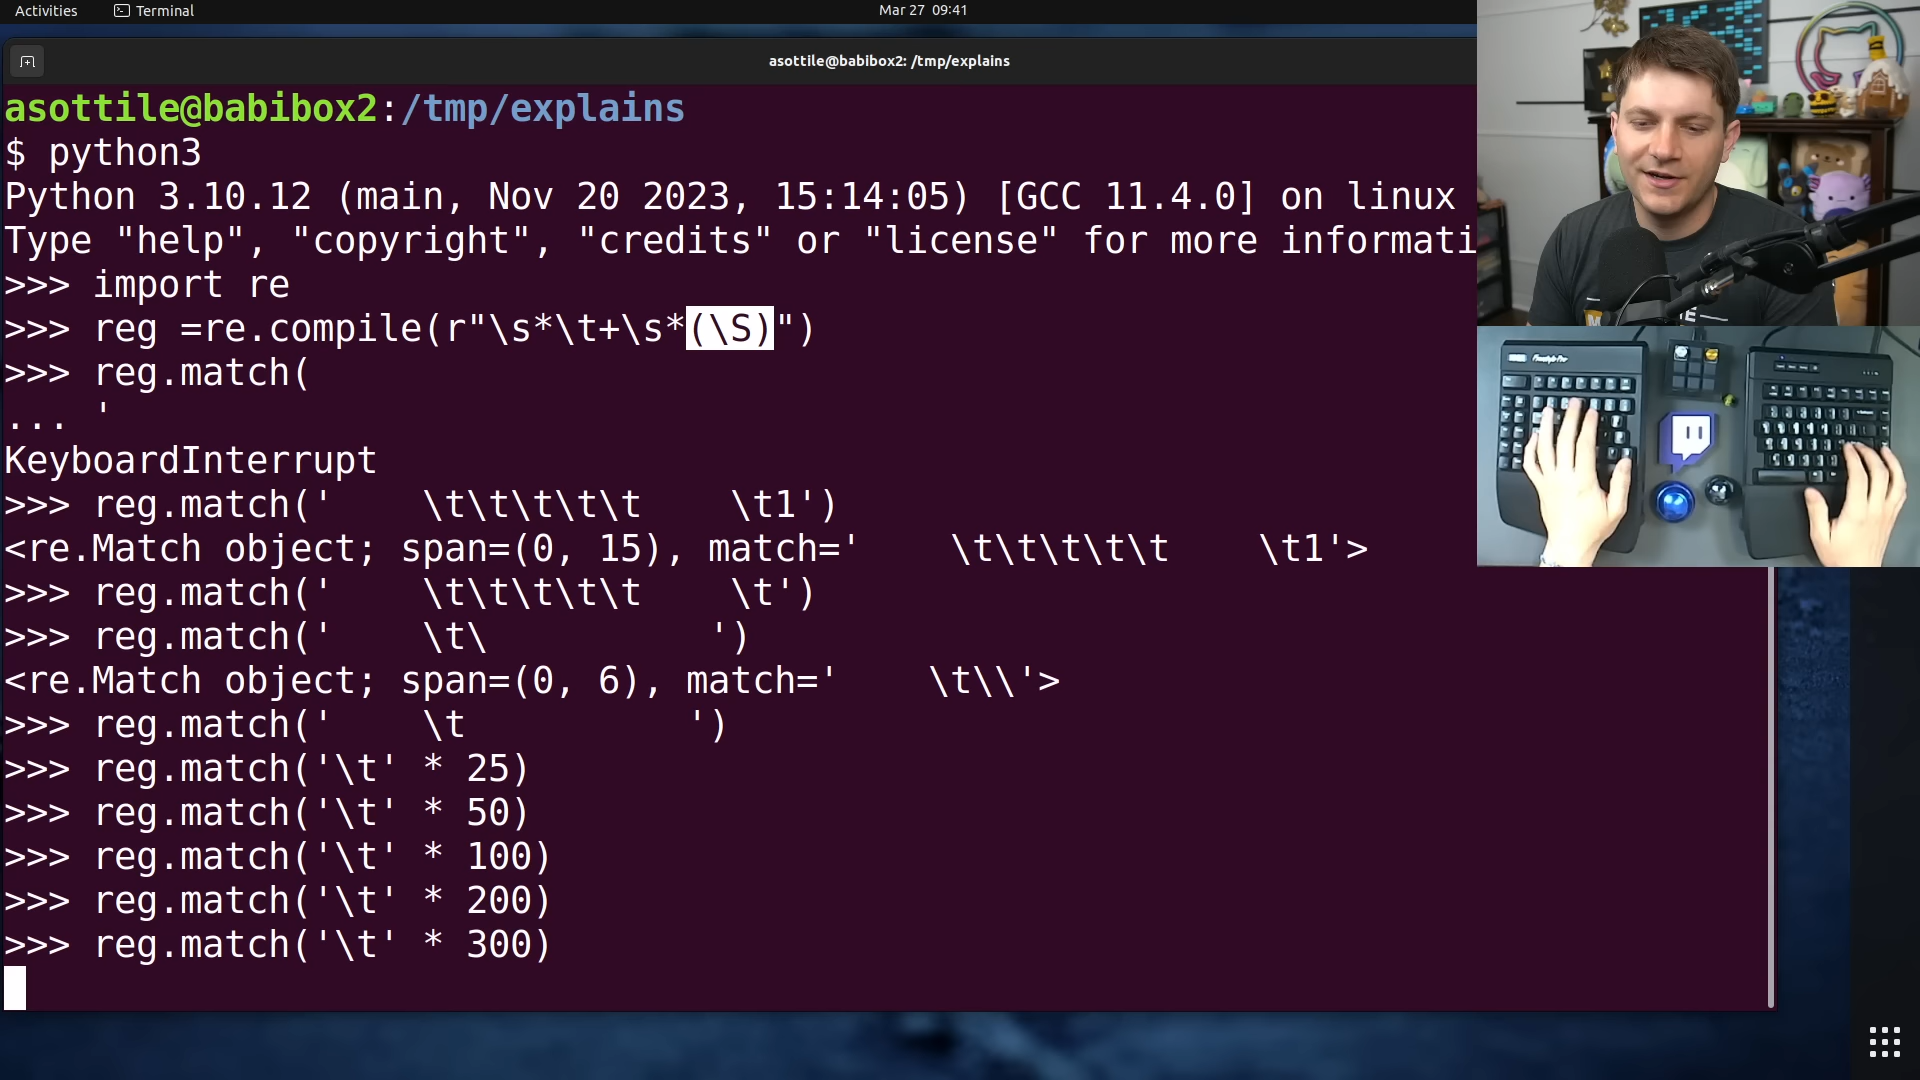 Activities
Terminal
Mar 27 09:41
asottile@babibox2: /tmp/explains
asottile@babibox2:/tmp/explains
$ python3
Python 3.10.12 (main, Nov 20 2023, 15:14:05) [GCC 11.4.0] on linux
Type "help", "copyright", "credits" or "license" for more informati
>>> import re
>>> reg =re.compile(r"\s*\t+\s*(\S)")
>>> reg.match(
... '
KeyboardInterrupt
>>> reg.match('    \t\t\t\t\t    \t1')
<re.Match object; span=(0, 15), match='    \t\t\t\t\t    \t1'>
>>> reg.match('    \t\t\t\t\t    \t')
>>> reg.match('    \t\          ')
<re.Match object; span=(0, 6), match='    \t\\'>
>>> reg.match('    \t          ')
>>> reg.match('\t' * 25)
>>> reg.match('\t' * 50)
>>> reg.match('\t' * 100)
>>> reg.match('\t' * 200)
>>> reg.match('\t' * 300)